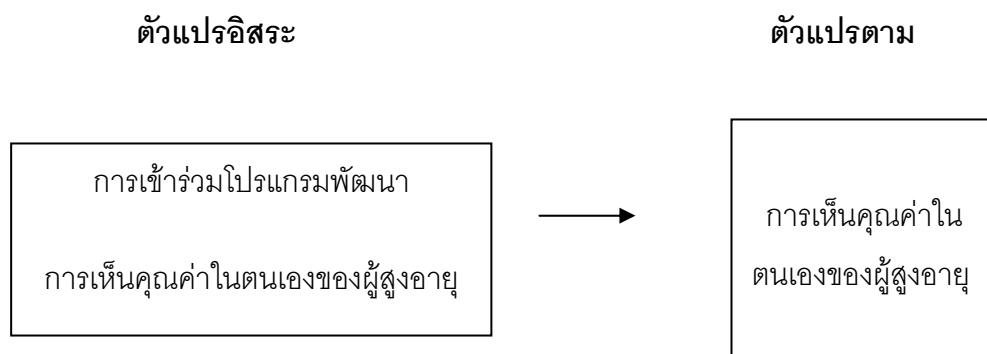 ตัวแปรอิสระ
ตัวแปรตาม
การเข้าร่วมโปรแกรมพัฒนา
การเห็นคุณค่าในตนเองของผู้สูงอายุ
การเห็นคุณค่าใน
ตนเองของผู้สูงอายุ